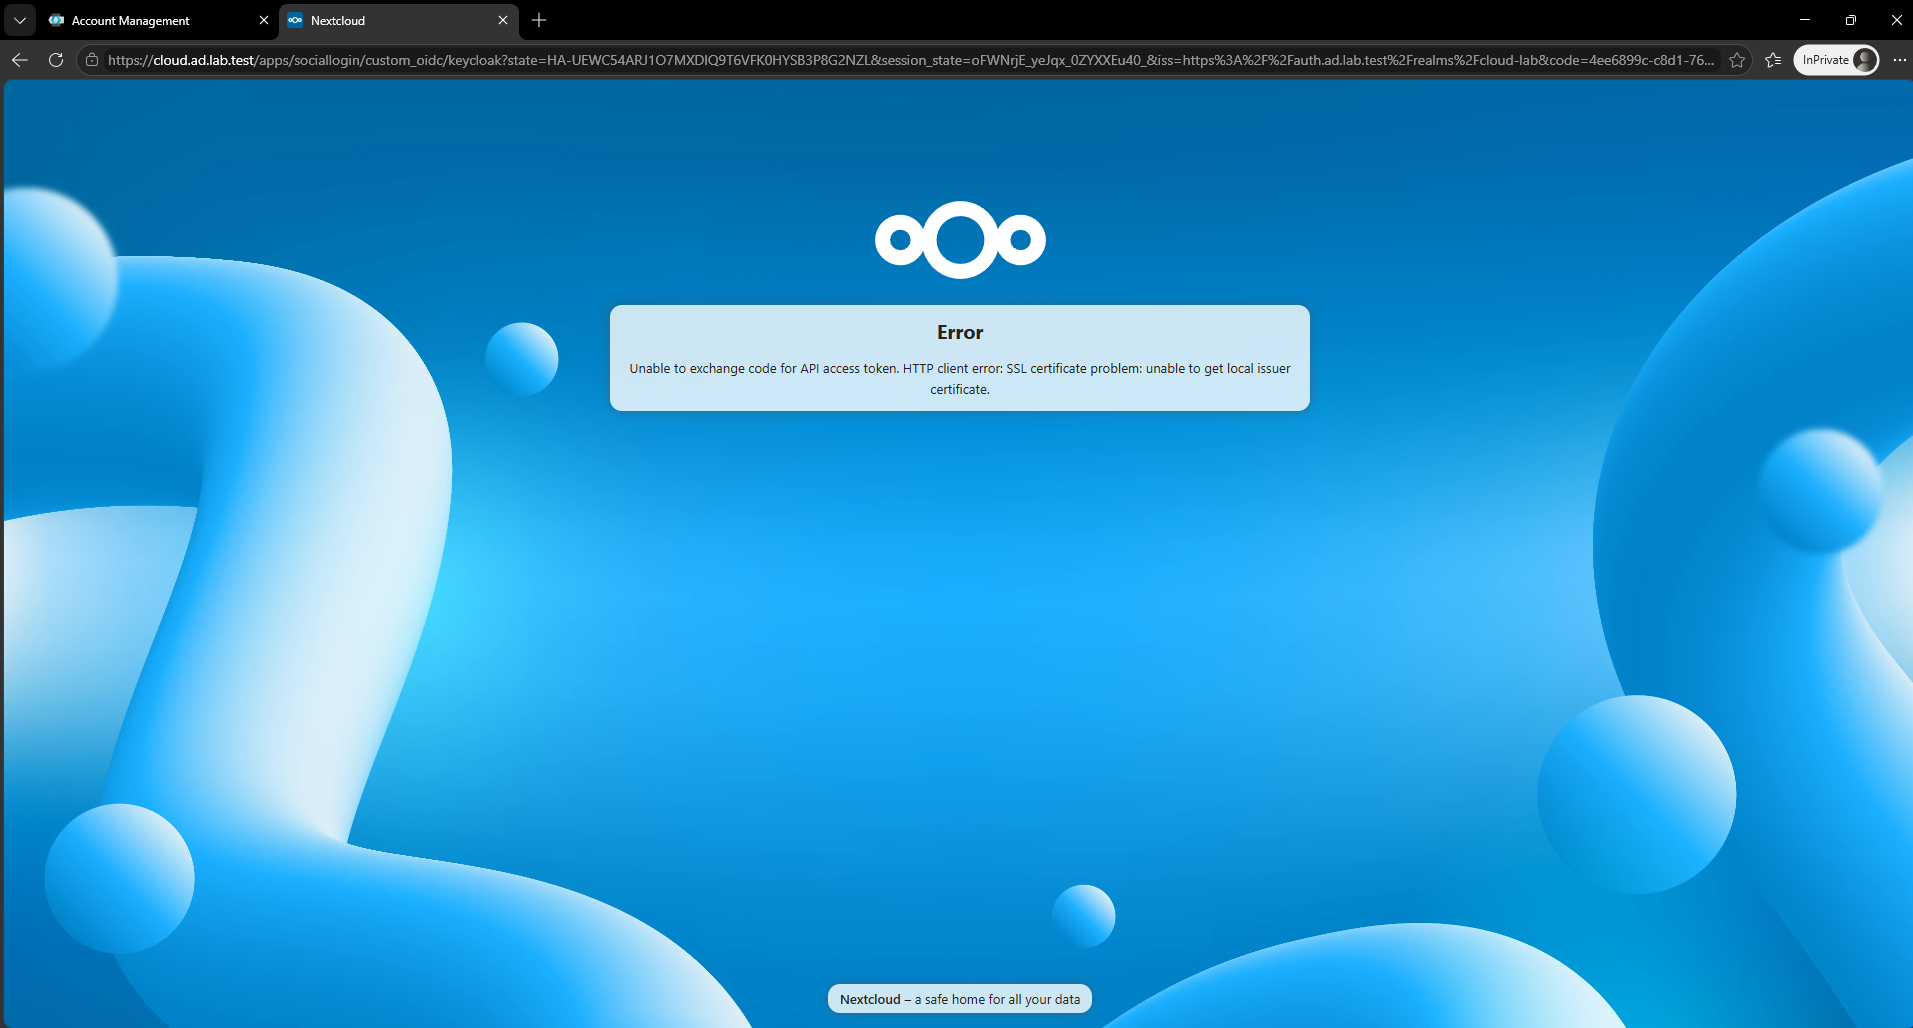 Account Management
Nextcloud
https://cloud.ad.lab.test/apps/sociallogin/custom_oidc/keycloak?state=HA-UEWC54ARJ1O7MXDIQ9T6VFK0HYSB3P8G2NZL&session_state=oFWNrjE_yeJqx_0ZYXXEu40_&iss=https%3A%2F%2Fauth.ad.lab.test%2Frealms%2Fcloud-lab&code=4ee6899c-c8d1-76...
InPrivate
Error
Unable to exchange code for API access token. HTTP client error: SSL certificate problem: unable to get local issuer
certificate.
Nextcloud – a safe home for all your data